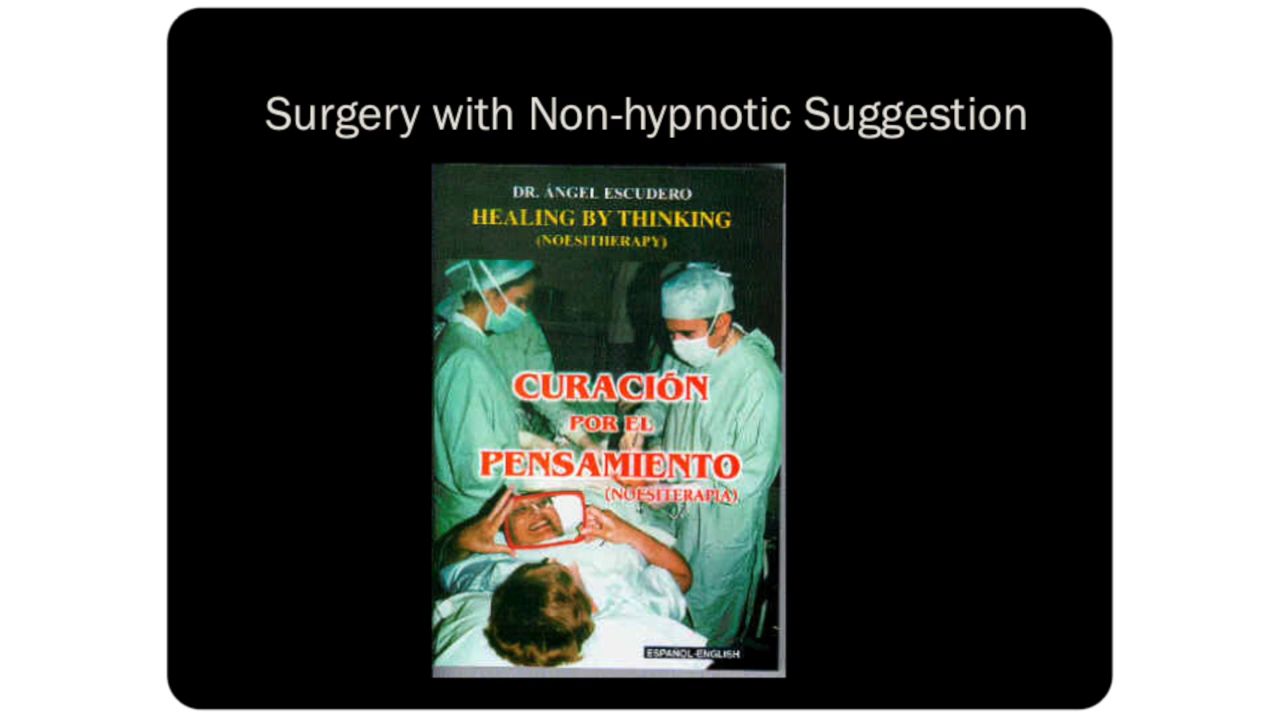 Surgery with Non-hypnotic Suggestion
DR. ÁNGEL ESCUDERO
HEALING BY THINKING
(NOESITHERAPY)
CURACIÓN
POR EL
PENSAMIENTO
(NOESITERAPIA)
ESPAÑOL-ENGLISH